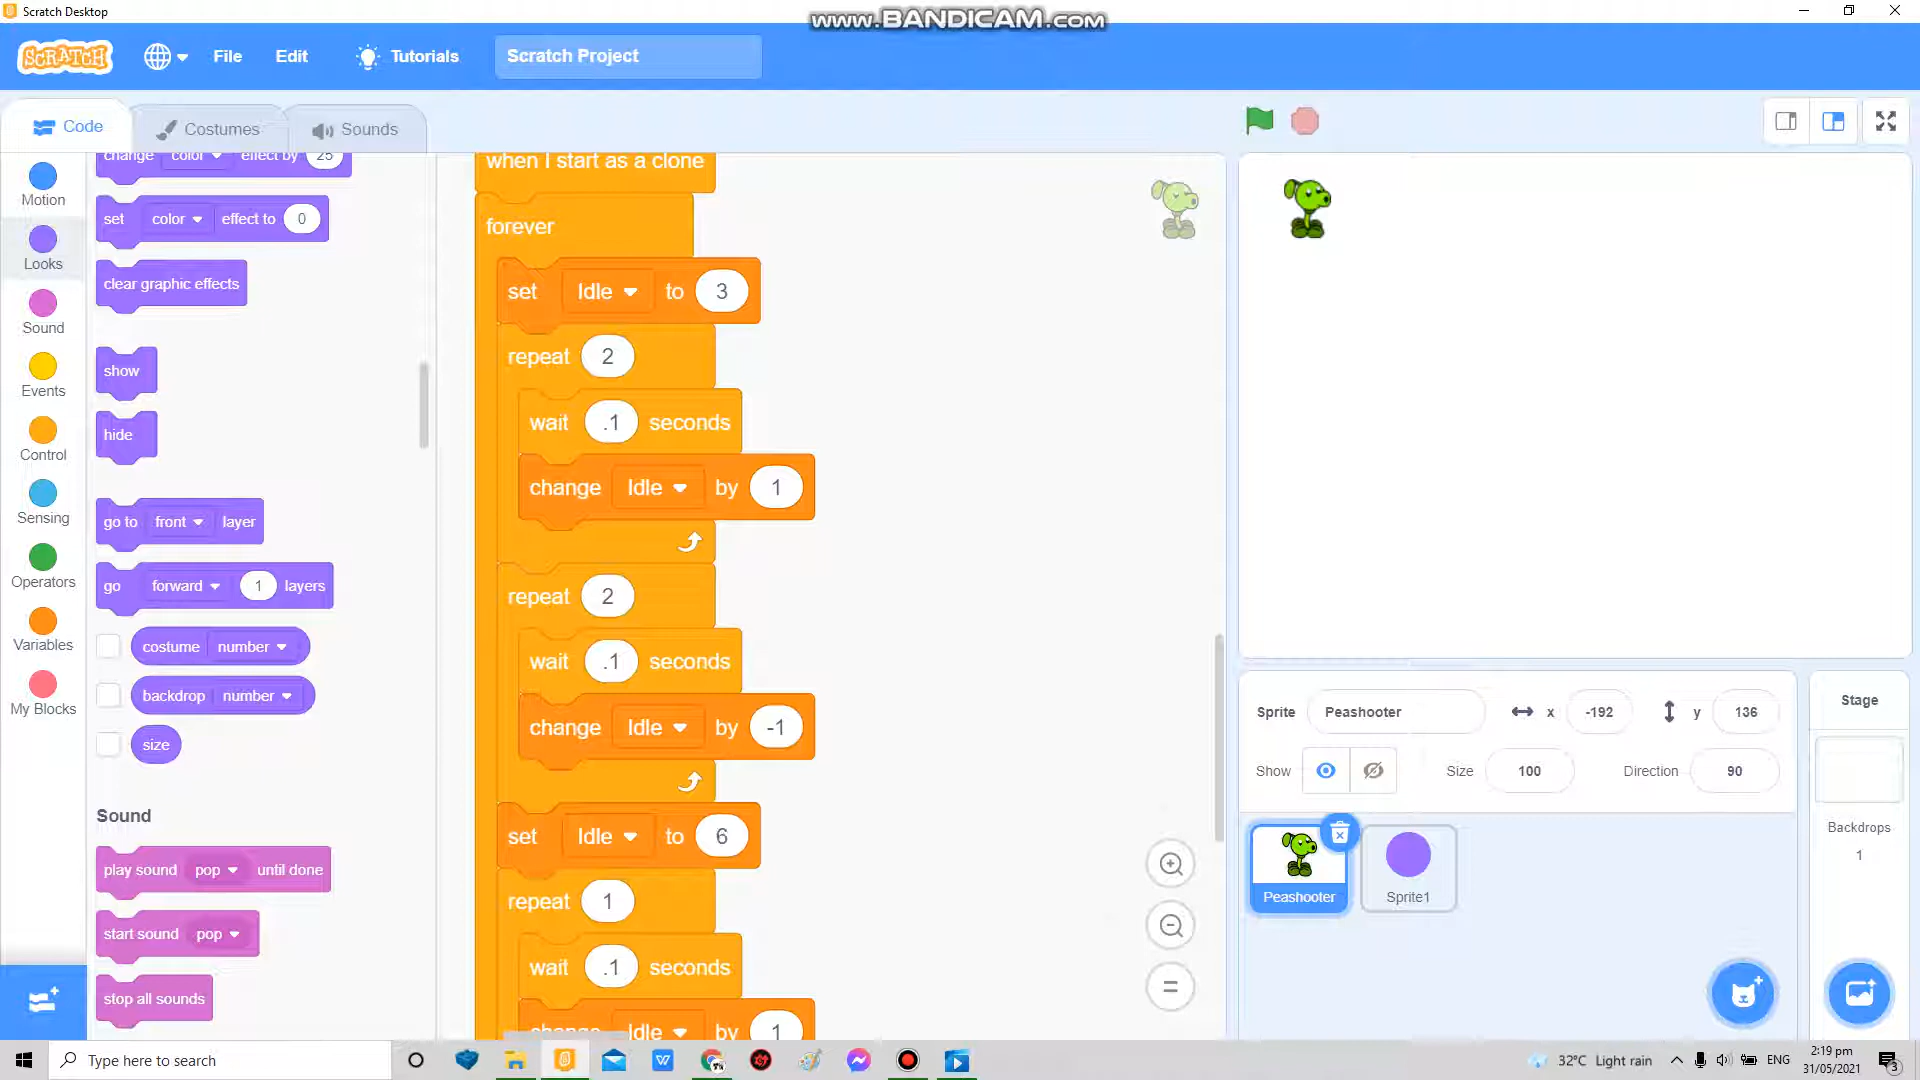 Scratch Desktop
www.BANDICAM.com
SCRATCH
File
Edit
Tutorials
Scratch Project
Code
Costumes
Sounds
Motion
Looks
Sound
Events
Control
Sensing
Operators
Variables
My Blocks
change color effect by 25
set color effect to 0
clear graphic effects
show
hide
go to front layer
go forward 1 layers
costume number
backdrop number
size
Sound
play sound pop until done
start sound pop
stop all sounds
when I start as a clone
forever
set Idle to 3
repeat 2
wait .1 seconds
change Idle by 1
repeat 2
wait .1 seconds
change Idle by -1
set Idle to 6
repeat 1
wait .1 seconds
change Idle by 1
Sprite Peashooter x -192 y 136
Show Size 100 Direction 90
Peashooter
Sprite1
Stage
Backdrops
1
Type here to search
32°C Light rain
ENG
2:19 pm
31/05/2021
3